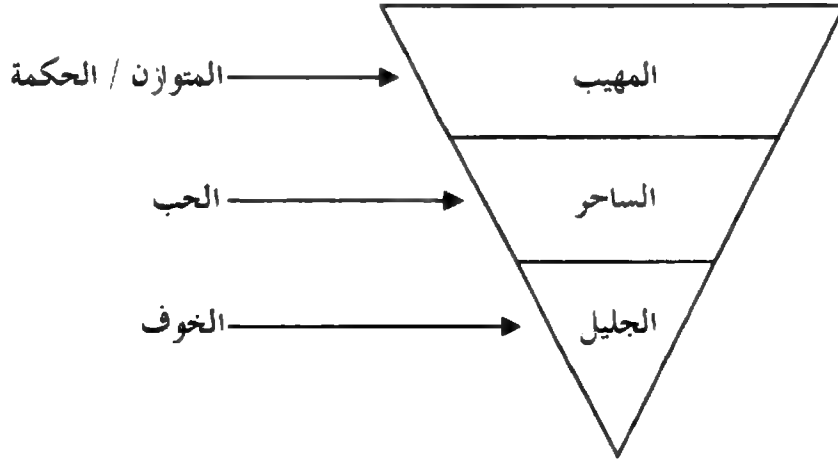 المهيب
المتوازن / الحكمة
الساحر
الحب
الجليل
الخوف